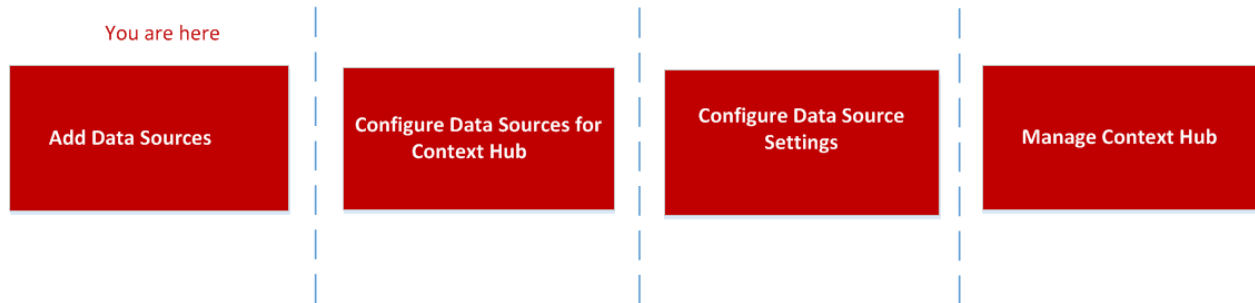 You are here
Add Data Sources
Configure Data Sources for
Context Hub
Configure Data Source
Settings
Manage Context Hub